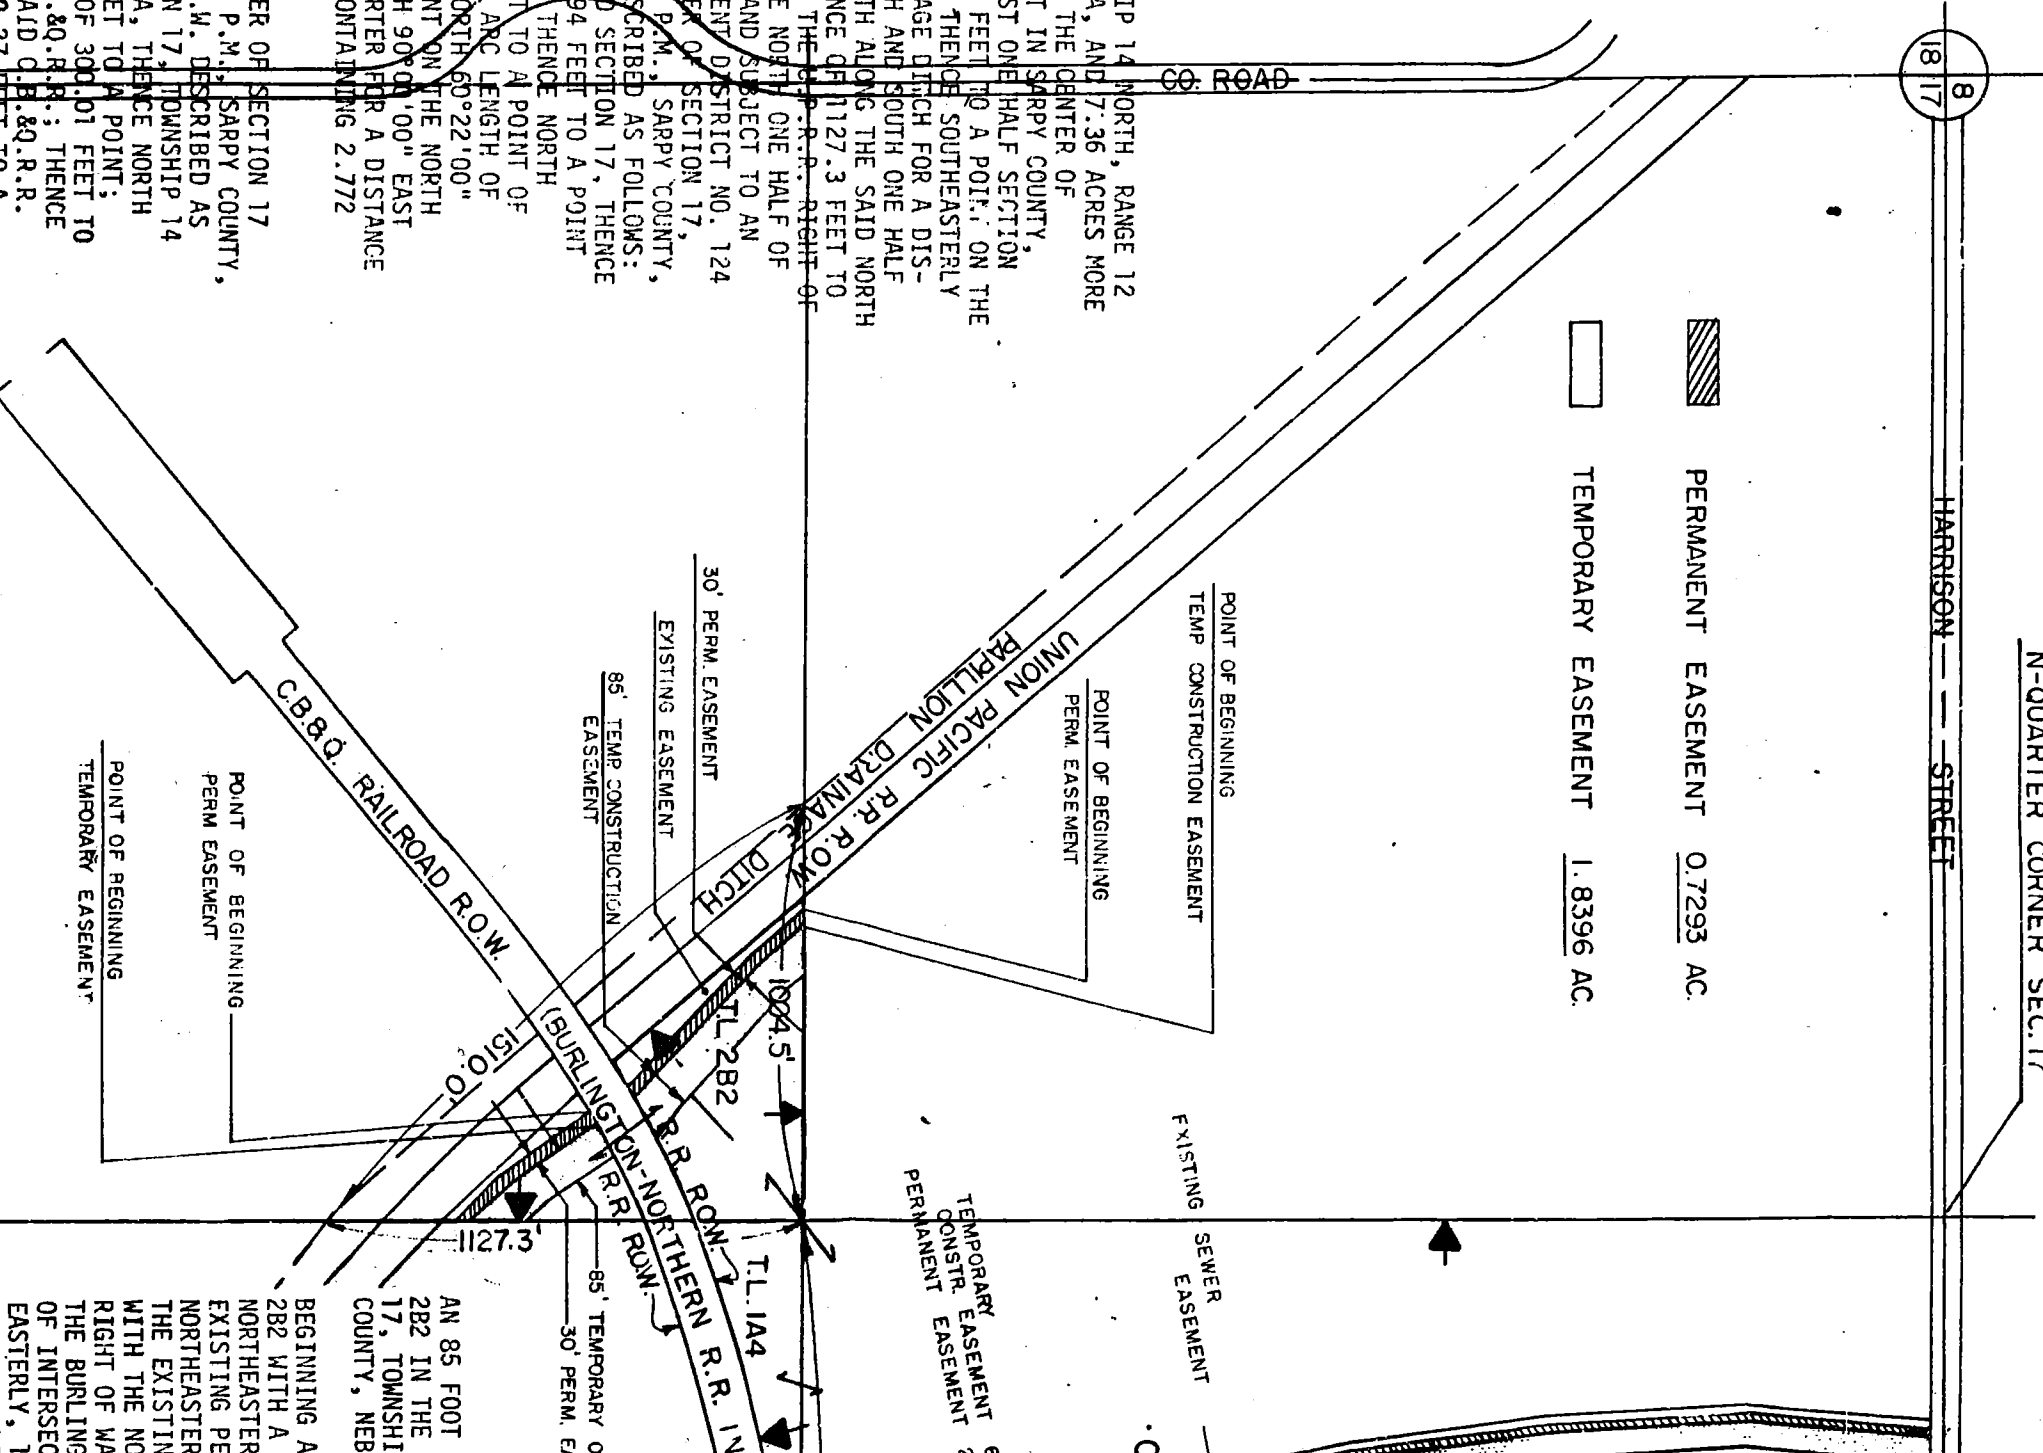 N-QUARTER CORNER SEC. 17
8
18 17
HARRISON STREET
PERMANENT EASEMENT 0.7293 AC.
TEMPORARY EASEMENT 1.8396 AC.
CO. ROAD
POINT OF BEGINNING
TEMP CONSTRUCTION EASEMENT
POINT OF BEGINNING
PERM. EASEMENT
EXISTING SEWER
EASEMENT
TEMPORARY
CONSTR. EASEMENT
PERMANENT EASEMENT
UNION PACIFIC R.R. R.O.W.
PAPILLION DRAINAGE DITCH
30' PERM. EASEMENT
EXISTING EASEMENT
85' TEMP CONSTRUCTION
EASEMENT
1004.5'
T.L. 2B2
T.L. 1A4
R.R. ROW.
R.R. ROW.
C.B.&Q. RAILROAD R.O.W.
(BURLINGTON-NORTHERN R.R. IN
1510.0'
1127.3'
POINT OF BEGINNING
PERM EASEMENT
POINT OF BEGINNING
TEMPORARY EASEMENT
85' TEMPORARY
30' PERM.
IP 14 NORTH, RANGE 12
A, AND 7.36 ACRES MORE
THE CENTER OF
T IN SARPY COUNTY,
ST ONE HALF SECTION
FEET TO A POINT ON THE
THENCE SOUTHEASTERLY
AGE DITCH FOR A DIS-
H AND SOUTH ONE HALF
TH ALONG THE SAID NORTH
NCE OF 1127.3 FEET TO
THE U.P.R.R. RIGHT OF
E NORTH ONE HALF OF
AND SUBJECT TO AN
ENT DISTRICT NO. 124
ER OF SECTION 17,
P.M., SARPY COUNTY,
SCRIBED AS FOLLOWS:
D SECTION 17, THENCE
94 FEET TO A POINT
THENCE NORTH
T TO A POINT OF
ARC LENGTH OF
ORTH 60°22'00"
H 90°00'00" EAST
NT ON THE NORTH
RTER FOR A DISTANCE
ONTAINING 2.772
ER OF SECTION 17
P.M., SARPY COUNTY,
.W. DESCRIBED AS
N 17, TOWNSHIP 14
A, THENCE NORTH
ET TO A POINT;
OF 300.01 FEET TO
.&Q.R.R.; THENCE
AID C.B.&Q.R.R.
AN 85 FOOT
2B2 IN THE
17, TOWNSHI
COUNTY, NEB
BEGINNING A
2B2 WITH A
NORTHEASTER
EXISTING PE
NORTHEASTER
THE EXISTIN
WITH THE NO
RIGHT OF WA
THE BURLING
OF INTERSEC
EASTERLY,